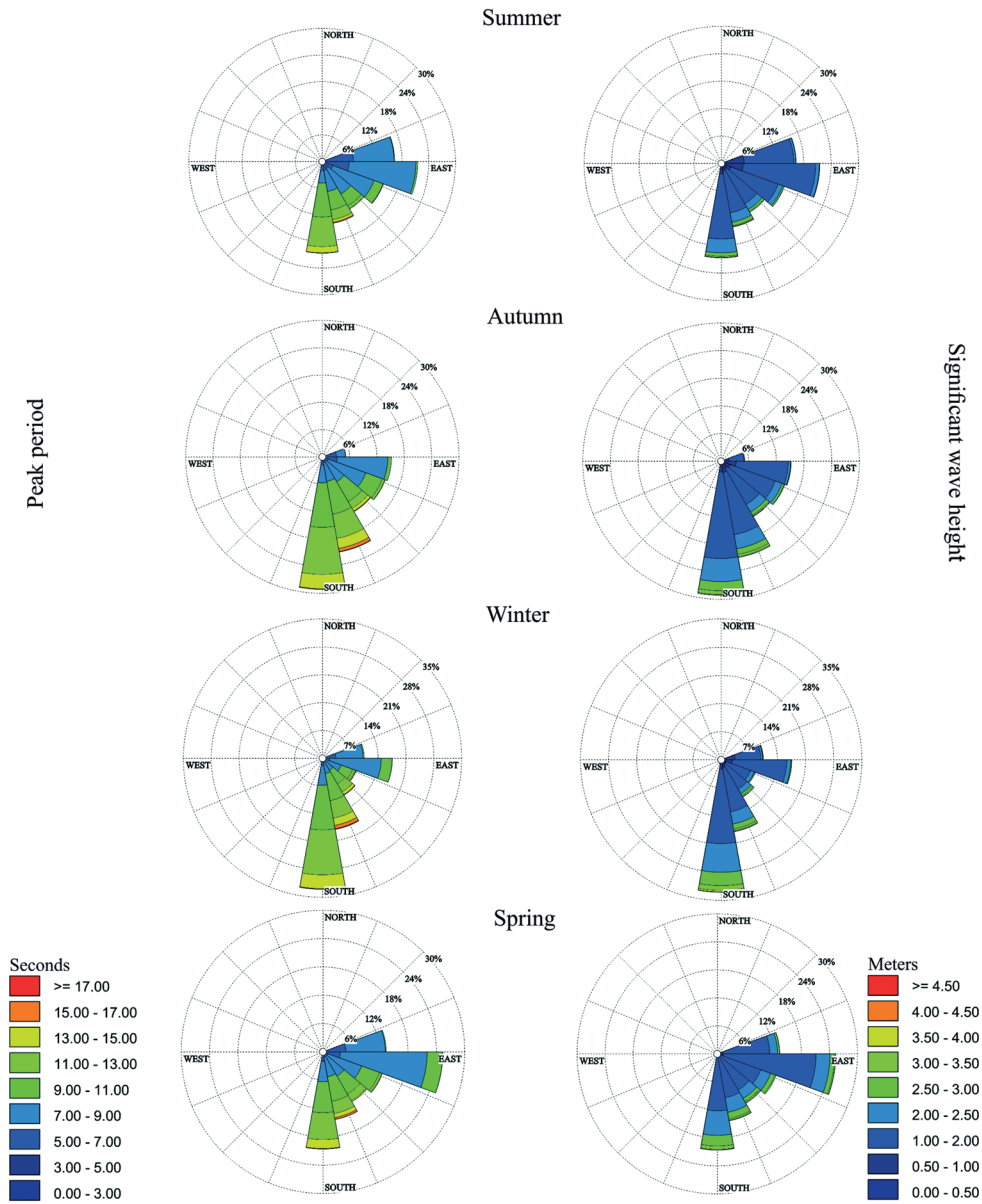 Summer
NORTH
30%
24%
18%
12%
6%
WEST
EAST
SOUTH
NORTH
30%
24%
18%
12%
6%
WEST
EAST
SOUTH
Autumn
NORTH
30%
24%
18%
12%
6%
WEST
EAST
SOUTH
NORTH
30%
24%
18%
12%
6%
WEST
EAST
SOUTH
Peak period
Significant wave height
Winter
NORTH
35%
28%
21%
14%
7%
WEST
EAST
SOUTH
NORTH
35%
28%
21%
14%
7%
WEST
EAST
SOUTH
Spring
NORTH
30%
24%
18%
12%
6%
WEST
EAST
SOUTH
NORTH
30%
24%
18%
12%
6%
WEST
EAST
SOUTH
Seconds
>= 17.00
15.00 - 17.00
13.00 - 15.00
11.00 - 13.00
9.00 - 11.00
7.00 - 9.00
5.00 - 7.00
3.00 - 5.00
0.00 - 3.00
Meters
>= 4.50
4.00 - 4.50
3.50 - 4.00
3.00 - 3.50
2.50 - 3.00
2.00 - 2.50
1.00 - 2.00
0.50 - 1.00
0.00 - 0.50